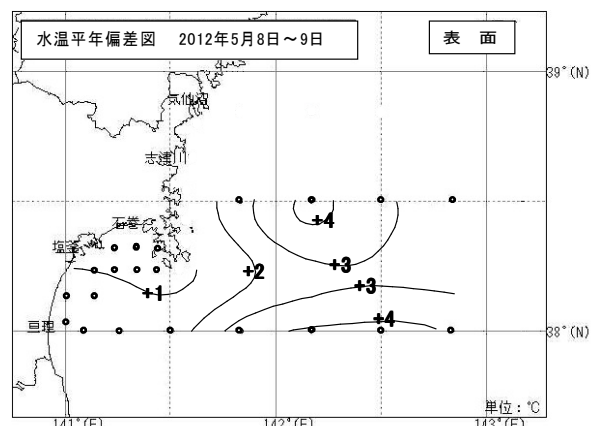 水温平年偏差図　2012年5月8日～9日
表　面
39°(N)
気仙沼
志津川
石巻
+4
塩釜
+3
+2
+3
+1
+4
亘理
38°(N)
単位：℃
141°(E)
142°(E)
143°(E)